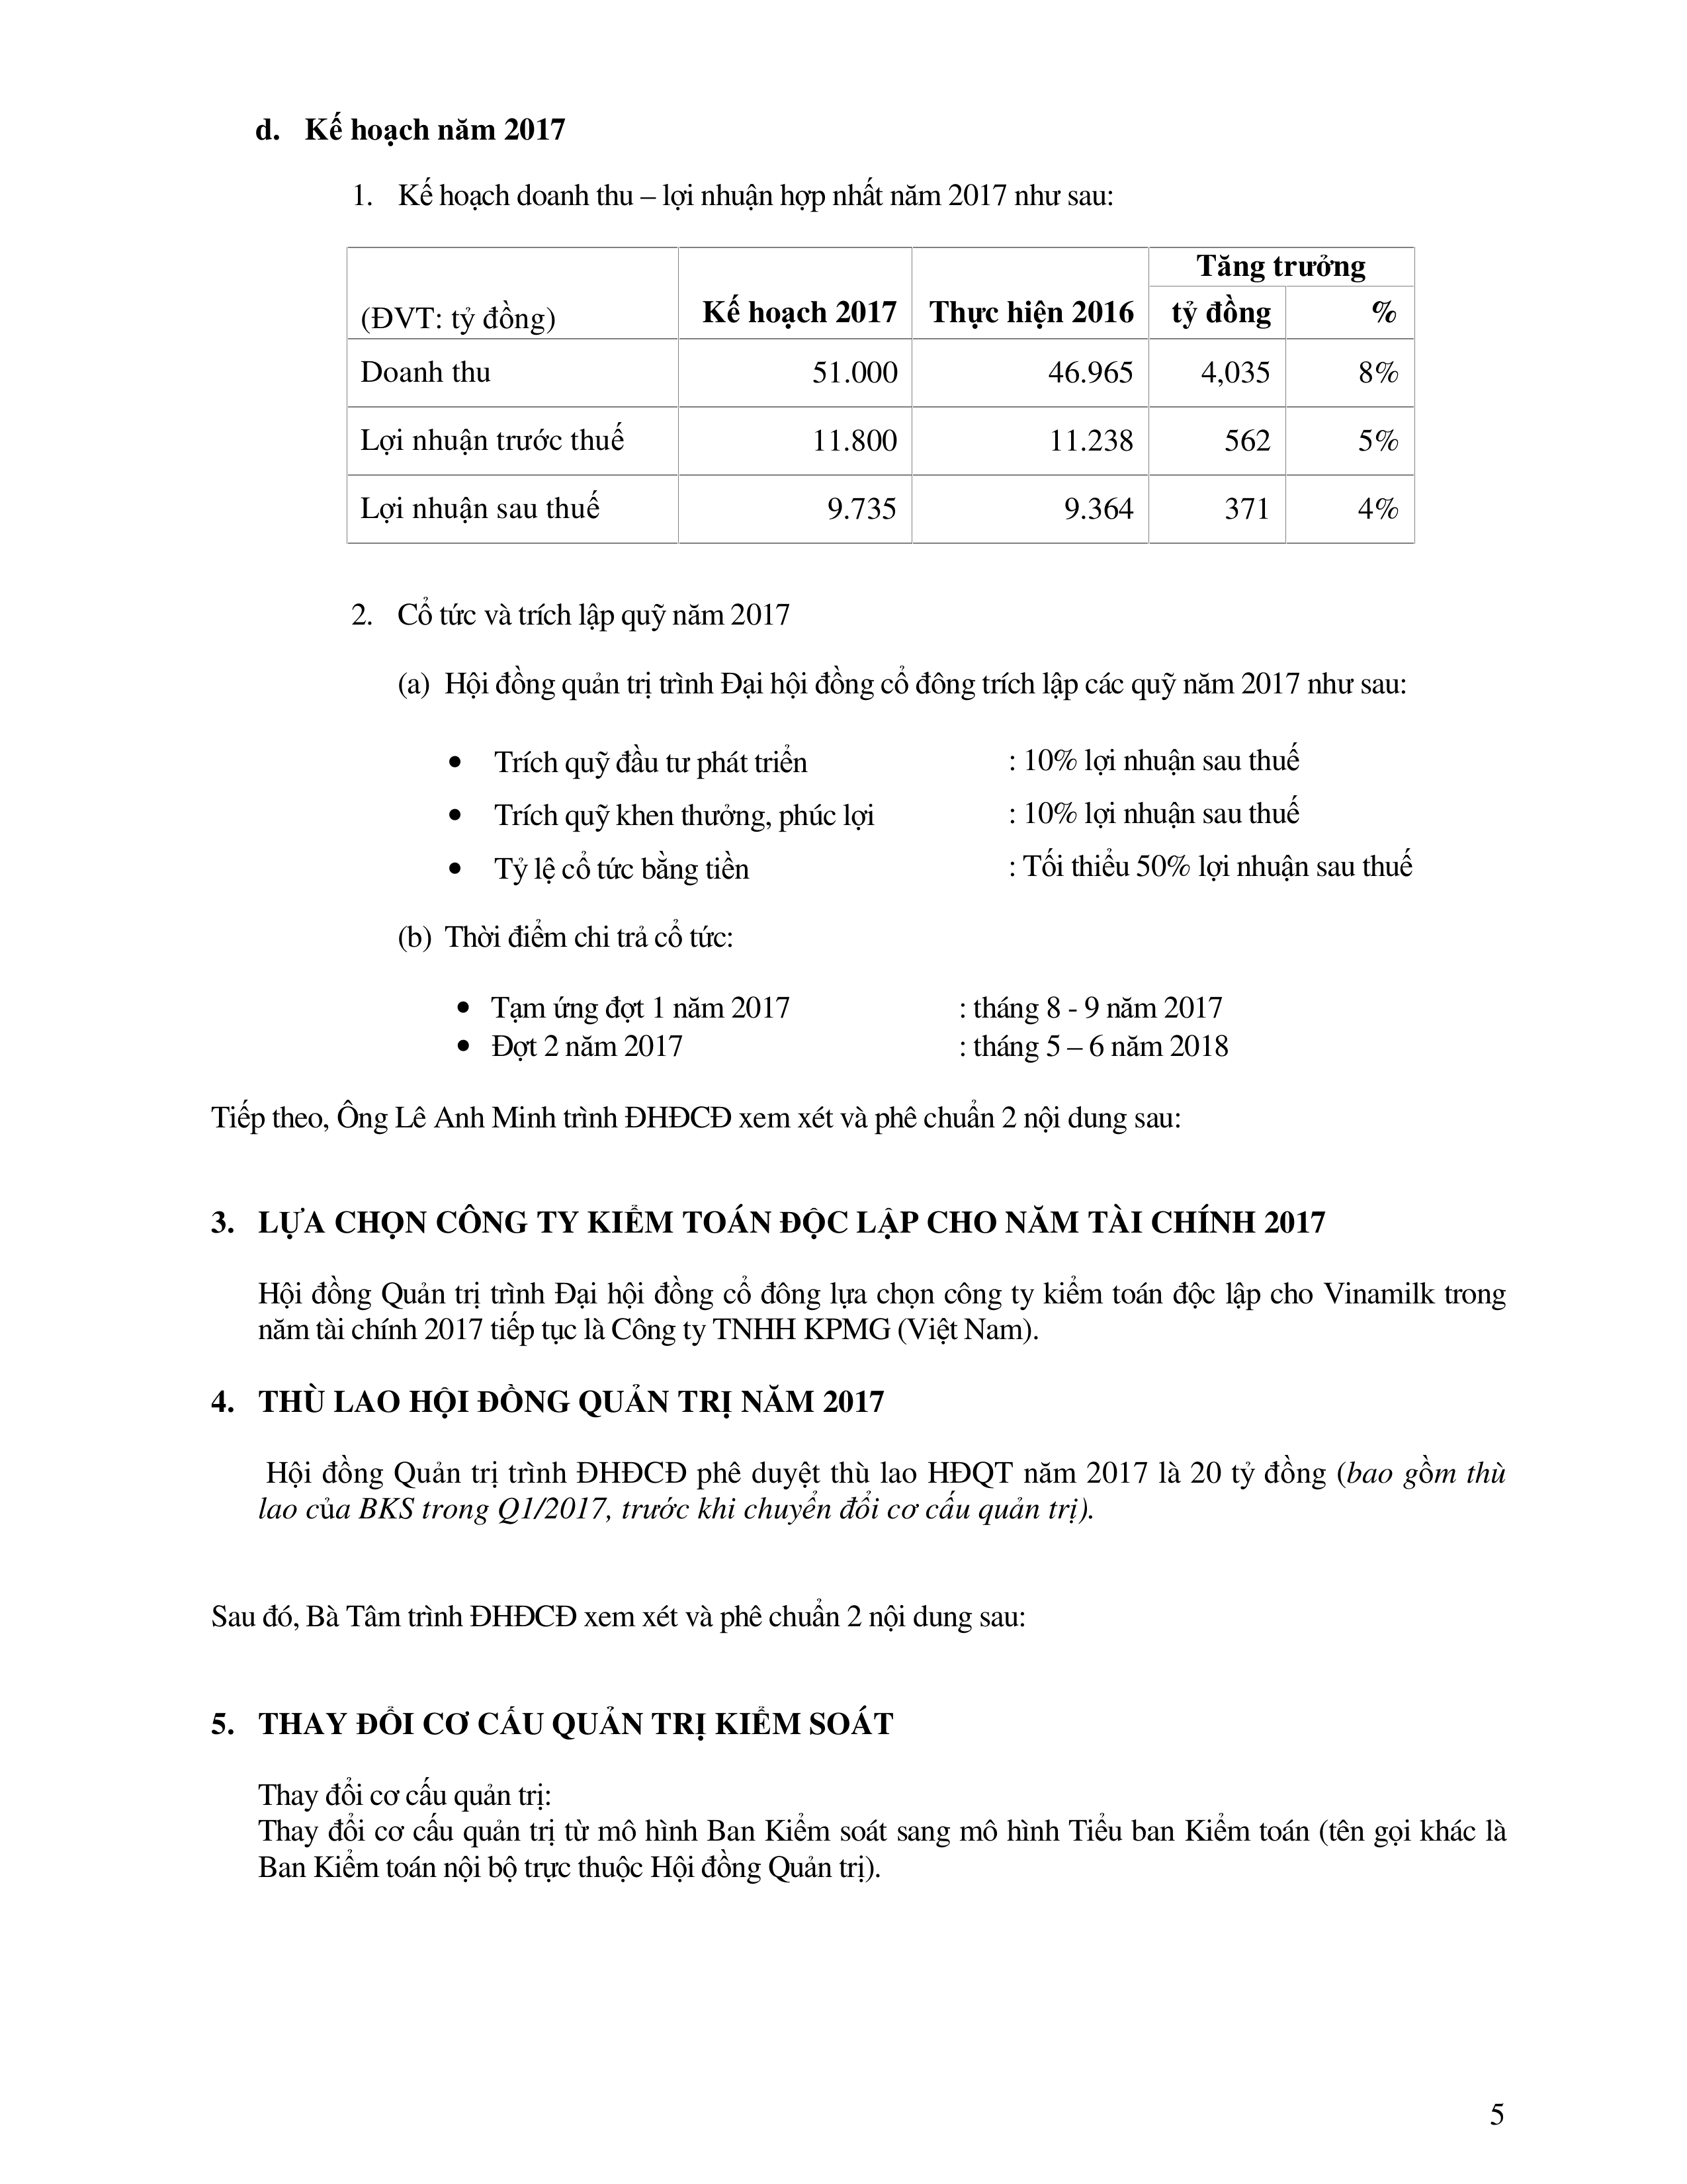 d. Kế hoạch năm 2017
1. Kế hoạch doanh thu – lợi nhuận hợp nhất năm 2017 như sau:
(ĐVT: tỷ đồng) Kế hoạch 2017 Thực hiện 2016 Tăng trưởng
tỷ đồng %
Doanh thu 51.000 46.965 4,035 8%
Lợi nhuận trước thuế 11.800 11.238 562 5%
Lợi nhuận sau thuế 9.735 9.364 371 4%
2. Cổ tức và trích lập quỹ năm 2017
(a) Hội đồng quản trị trình Đại hội đồng cổ đông trích lập các quỹ năm 2017 như sau:
• Trích quỹ đầu tư phát triển : 10% lợi nhuận sau thuế
• Trích quỹ khen thưởng, phúc lợi : 10% lợi nhuận sau thuế
• Tỷ lệ cổ tức bằng tiền : Tối thiểu 50% lợi nhuận sau thuế
(b) Thời điểm chi trả cổ tức:
• Tạm ứng đợt 1 năm 2017 : tháng 8 - 9 năm 2017
• Đợt 2 năm 2017 : tháng 5 – 6 năm 2018
Tiếp theo, Ông Lê Anh Minh trình ĐHĐCĐ xem xét và phê chuẩn 2 nội dung sau:
3. LỰA CHỌN CÔNG TY KIỂM TOÁN ĐỘC LẬP CHO NĂM TÀI CHÍNH 2017
Hội đồng Quản trị trình Đại hội đồng cổ đông lựa chọn công ty kiểm toán độc lập cho Vinamilk trong
năm tài chính 2017 tiếp tục là Công ty TNHH KPMG (Việt Nam).
4. THÙ LAO HỘI ĐỒNG QUẢN TRỊ NĂM 2017
Hội đồng Quản trị trình ĐHĐCĐ phê duyệt thù lao HĐQT năm 2017 là 20 tỷ đồng (bao gồm thù
lao của BKS trong Q1/2017, trước khi chuyển đổi cơ cấu quản trị).
Sau đó, Bà Tâm trình ĐHĐCĐ xem xét và phê chuẩn 2 nội dung sau:
5. THAY ĐỔI CƠ CẤU QUẢN TRỊ KIỂM SOÁT
Thay đổi cơ cấu quản trị:
Thay đổi cơ cấu quản trị từ mô hình Ban Kiểm soát sang mô hình Tiểu ban Kiểm toán (tên gọi khác là
Ban Kiểm toán nội bộ trực thuộc Hội đồng Quản trị).
5